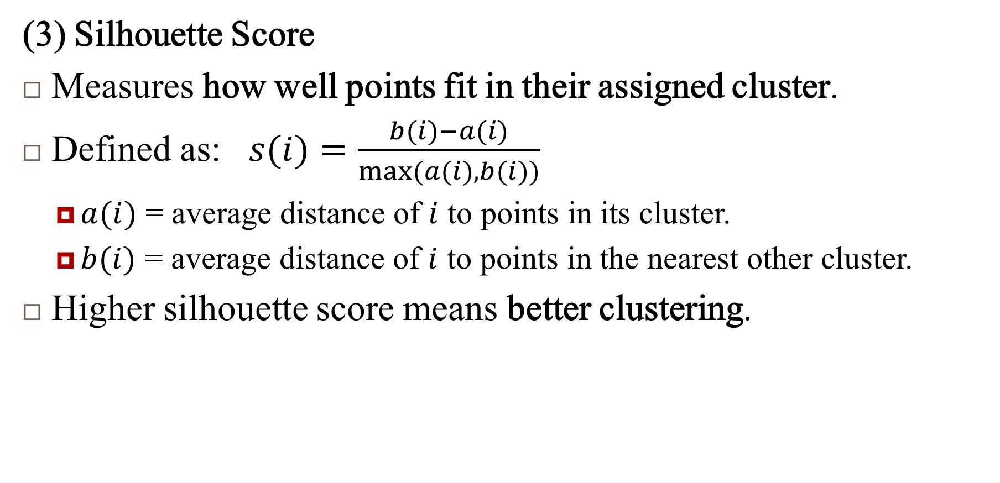 (3) Silhouette Score
□ Measures how well points fit in their assigned cluster.
□ Defined as: s(i) = b(i)−a(i) / max(a(i),b(i))
□ a(i) = average distance of i to points in its cluster.
□ b(i) = average distance of i to points in the nearest other cluster.
□ Higher silhouette score means better clustering.